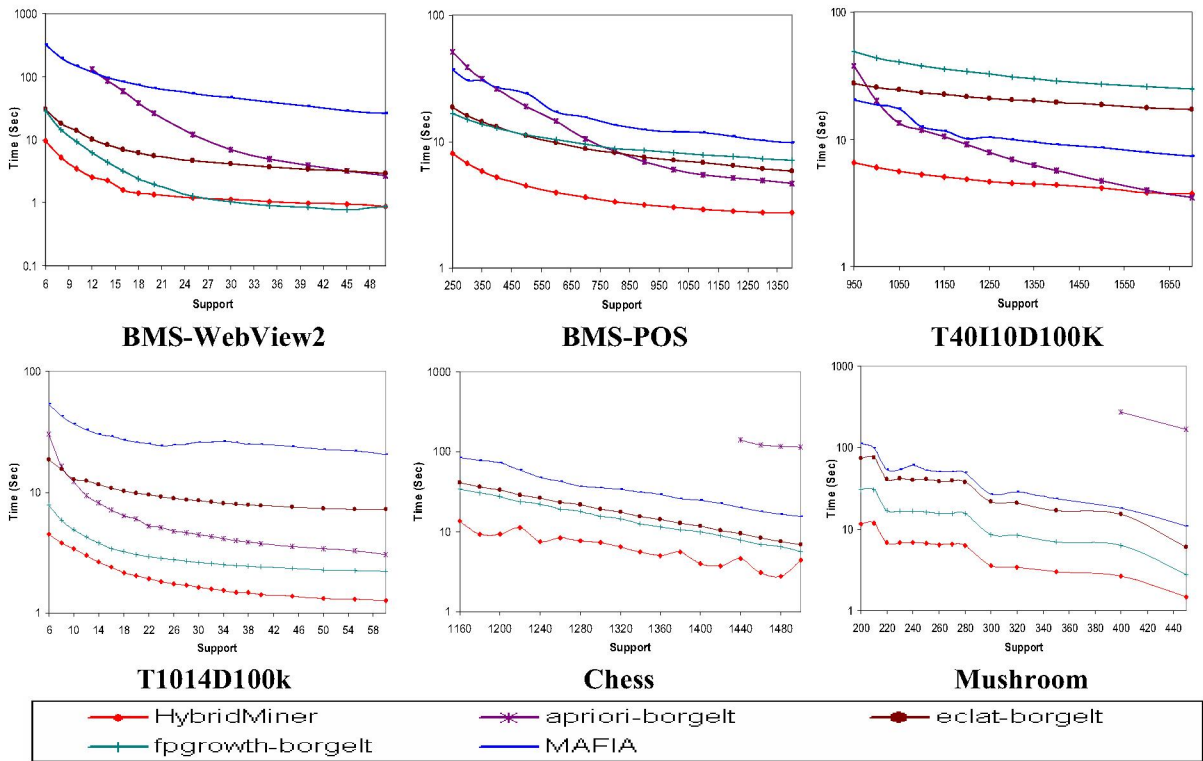 1000
100
10
1
0.1
Time (Sec)
6 9 12 15 18 21 24 27 30 33 36 39 42 45 48
Support
BMS-WebView2
100
10
1
Time (Sec)
250 350 450 550 650 750 850 950 1050 1150 1250 1350
Support
BMS-POS
100
10
1
Time (Sec)
950 1050 1150 1250 1350 1450 1550 1650
Support
T40I10D100K
100
10
1
Time (Sec)
6 10 14 18 22 26 30 34 38 42 46 50 54 58
Support
T1014D100k
1000
100
10
1
Time (Sec)
1160 1200 1240 1280 1320 1360 1400 1440 1480
Support
Chess
1000
100
10
1
Time (Sec)
200 220 240 260 280 300 320 340 360 380 400 420 440
Support
Mushroom
HybridMiner apriori-borgelt eclat-borgelt
fpgrowth-borgelt MAFIA